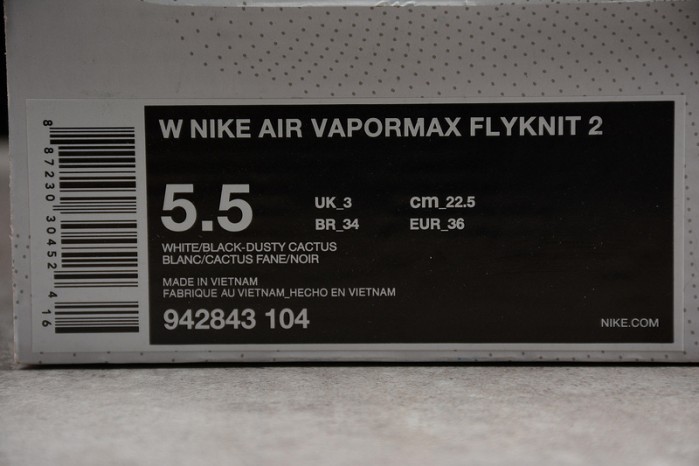 W NIKE AIR VAPORMAX FLYKNIT 2
5.5
UK_3 cm_22.5
BR_34 EUR_36
WHITE/BLACK-DUSTY CACTUS
BLANC/CACTUS FANE/NOIR
MADE IN VIETNAM
FABRIQUE AU VIETNAM_HECHO EN VIETNAM
942843 104
NIKE.COM
8 87230 30452 4 16